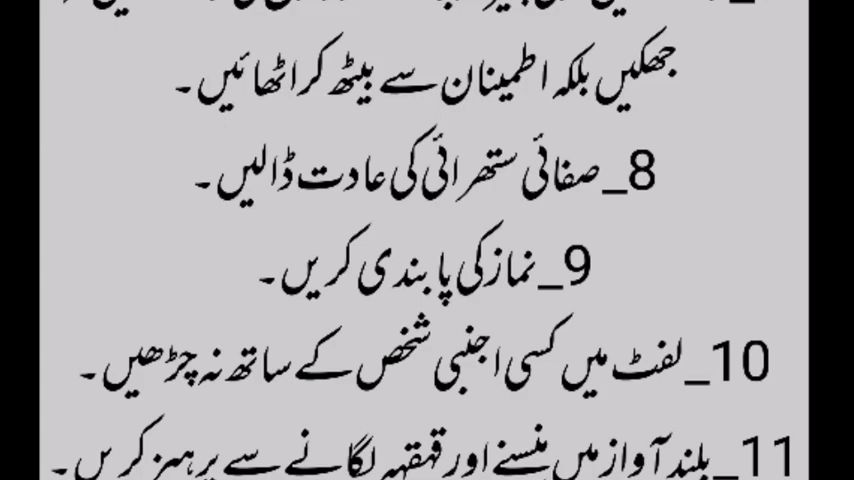 جھکیں بلکہ اطمینان سے بیٹھ کر اٹھائیں۔
8_صفائی ستھرائی کی عادت ڈالیں۔
9_نماز کی پابندی کریں۔
10_لفٹ میں کسی اجنبی شخص کے ساتھ نہ چڑھیں۔
11_بلند آواز میں ہنسنے اور قہقہہ لگانے سے پرہیز کریں۔